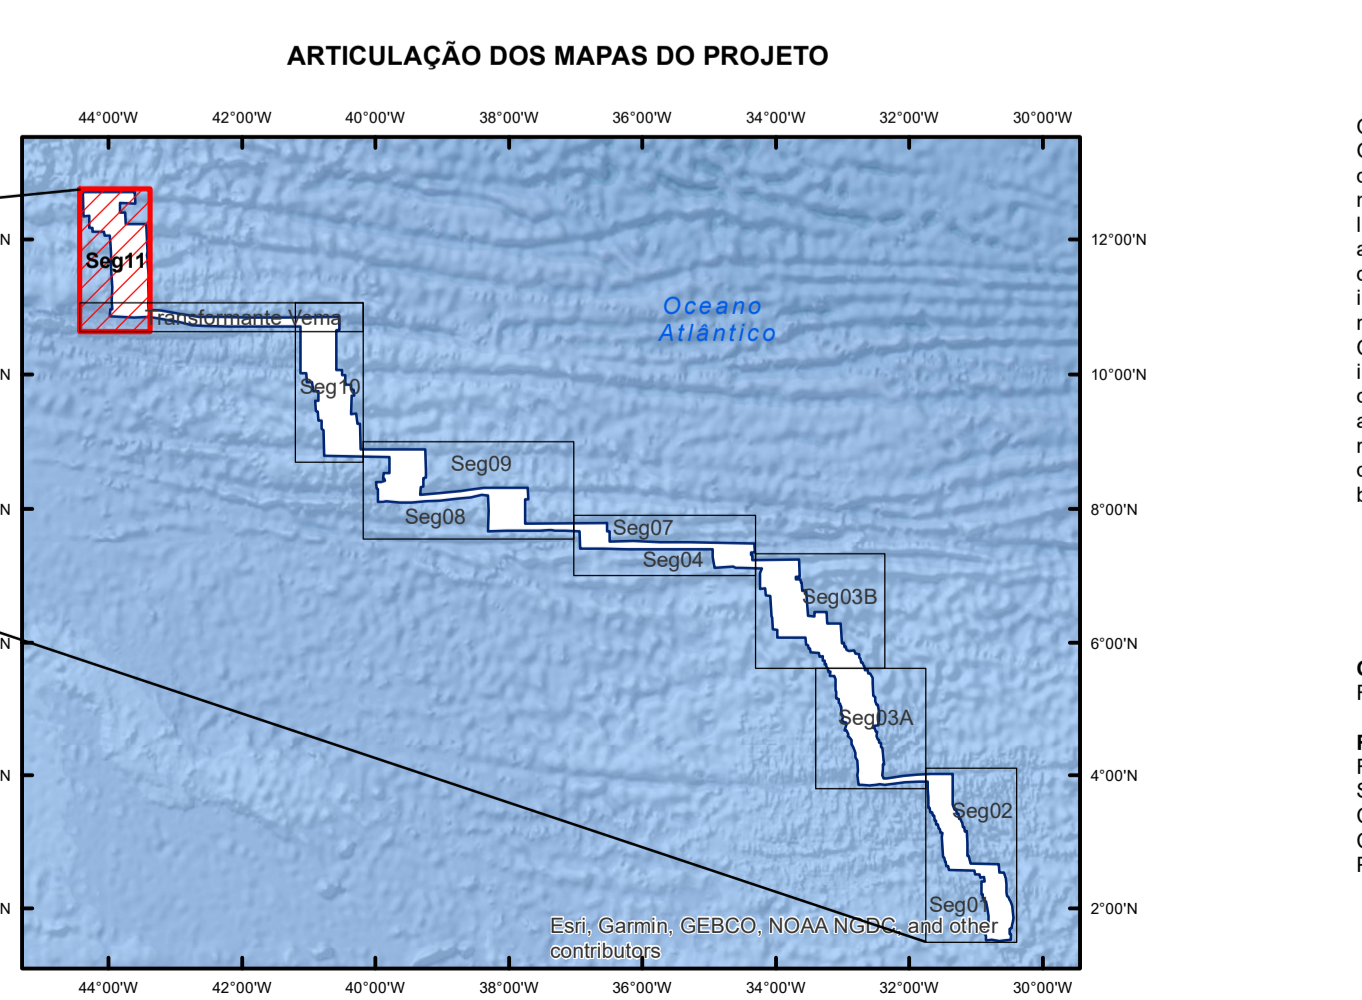 ARTICULAÇÃO DOS MAPAS DO PROJETO
44°00'W 42°00'W 40°00'W 38°00'W 36°00'W 34°00'W 32°00'W 30°00'W
12°00'N
Seg11
Oceano
Atlântico
Transformante Vema
10°00'N
Seg10
Seg09
8°00'N
Seg08
Seg07
Seg04
Seg03B
6°00'N
Seg03A
4°00'N
Seg02
Seg01
2°00'N
Esri, Garmin, GEBCO, NOAA NGDC, and other
contributors
44°00'W 42°00'W 40°00'W 38°00'W 36°00'W 34°00'W 32°00'W 30°00'W